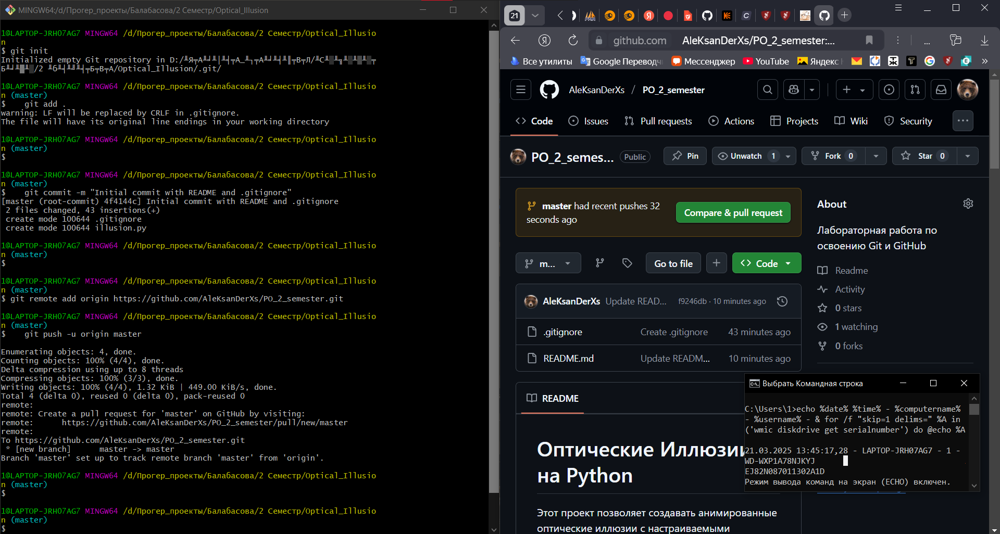 MINGW64:/d/Прогер_проекты/Балабасова/2 Семестр/Optical_Illusion
1@LAPTOP-JRH07AG7 MINGW64 /d/Прогер_проекты/Балабасова/2 Семестр/Optical_Illusio
n
$ git init
Initialized empty Git repository in D:/
/2
/Optical_Illusion/.git/
1@LAPTOP-JRH07AG7 MINGW64 /d/Прогер_проекты/Балабасова/2 Семестр/Optical_Illusio
n (master)
$    git add .
warning: LF will be replaced by CRLF in .gitignore.
The file will have its original line endings in your working directory
1@LAPTOP-JRH07AG7 MINGW64 /d/Прогер_проекты/Балабасова/2 Семестр/Optical_Illusio
n (master)
$
1@LAPTOP-JRH07AG7 MINGW64 /d/Прогер_проекты/Балабасова/2 Семестр/Optical_Illusio
n (master)
$    git commit -m "Initial commit with README and .gitignore"
[master (root-commit) 4f4144c] Initial commit with README and .gitignore
 2 files changed, 43 insertions(+)
 create mode 100644 .gitignore
 create mode 100644 illusion.py
1@LAPTOP-JRH07AG7 MINGW64 /d/Прогер_проекты/Балабасова/2 Семестр/Optical_Illusio
n (master)
$
1@LAPTOP-JRH07AG7 MINGW64 /d/Прогер_проекты/Балабасова/2 Семестр/Optical_Illusio
n (master)
$ git remote add origin https://github.com/AleKsanDerXs/PO_2_semester.git
1@LAPTOP-JRH07AG7 MINGW64 /d/Прогер_проекты/Балабасова/2 Семестр/Optical_Illusio
n (master)
$    git push -u origin master
Enumerating objects: 4, done.
Counting objects: 100% (4/4), done.
Delta compression using up to 8 threads
Compressing objects: 100% (3/3), done.
Writing objects: 100% (4/4), 1.32 KiB | 449.00 KiB/s, done.
Total 4 (delta 0), reused 0 (delta 0), pack-reused 0
remote:
remote: Create a pull request for 'master' on GitHub by visiting:
remote:      https://github.com/AleKsanDerXs/PO_2_semester/pull/new/master
remote:
To https://github.com/AleKsanDerXs/PO_2_semester.git
 * [new branch]      master -> master
Branch 'master' set up to track remote branch 'master' from 'origin'.
1@LAPTOP-JRH07AG7 MINGW64 /d/Прогер_проекты/Балабасова/2 Семестр/Optical_Illusio
n (master)
$
1@LAPTOP-JRH07AG7 MINGW64 /d/Прогер_проекты/Балабасова/2 Семестр/Optical_Illusio
n (master)
$
21
github.com AleKsanDerXs/PO_2_semester:...
Все утилиты Google Переводч Мессенджер YouTube Яндекс
AleKsanDerXs / PO_2_semester
Code Issues Pull requests Actions Projects Wiki Security
PO_2_semes... Public Pin Unwatch 1 Fork 0 Star 0
master had recent pushes 32
seconds ago
Compare & pull request
m... Go to file Code
AleKsanDerXs Update READ... f9246db · 10 minutes ago
.gitignore Create .gitignore 43 minutes ago
README.md Update READM... 10 minutes ago
README
Оптические Иллюзии
на Python
Этот проект позволяет создавать анимированные
оптические иллюзии с настраиваемыми
About
Лабораторная работа по
освоению Git и GitHub
Readme
Activity
0 stars
1 watching
0 forks
Выбрать Командная строка
C:\Users\1>echo %date% %time% - %computername%
- %username% - & for /f "skip=1 delims=" %A in
('wmic diskdrive get serialnumber') do @echo %A
21.03.2025 13:45:17,28 - LAPTOP-JRH07AG7 - 1 -
WD-WXP1A78NJKYJ
EJ82N087011302A1D
Режим вывода команд на экран (ECHO) включен.